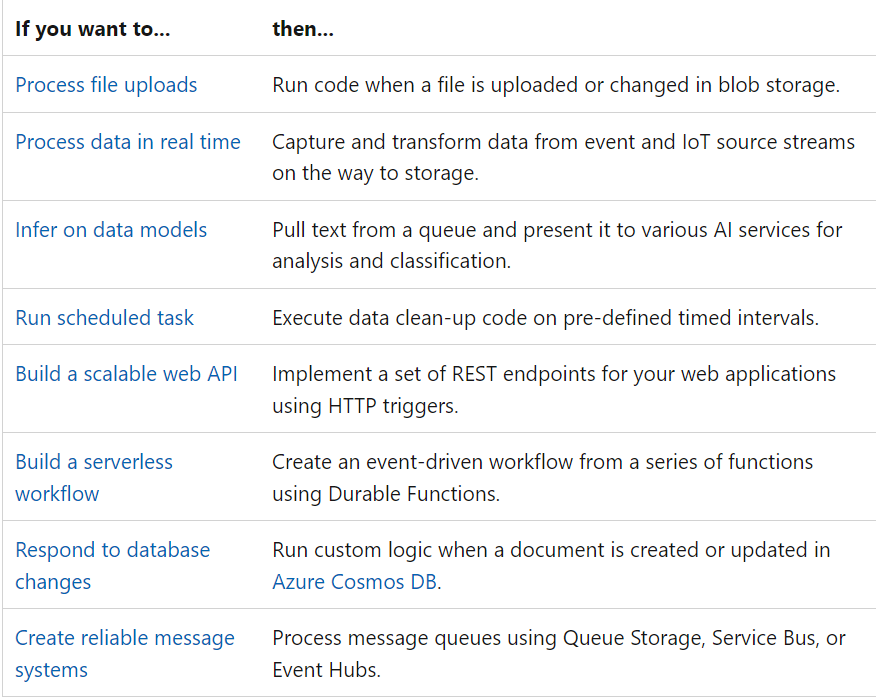 If you want to... then...
Process file uploads Run code when a file is uploaded or changed in blob storage.
Process data in real time Capture and transform data from event and IoT source streams
on the way to storage.
Infer on data models Pull text from a queue and present it to various AI services for
analysis and classification.
Run scheduled task Execute data clean-up code on pre-defined timed intervals.
Build a scalable web API Implement a set of REST endpoints for your web applications
using HTTP triggers.
Build a serverless Create an event-driven workflow from a series of functions
workflow using Durable Functions.
Respond to database Run custom logic when a document is created or updated in
changes Azure Cosmos DB.
Create reliable message Process message queues using Queue Storage, Service Bus, or
systems Event Hubs.